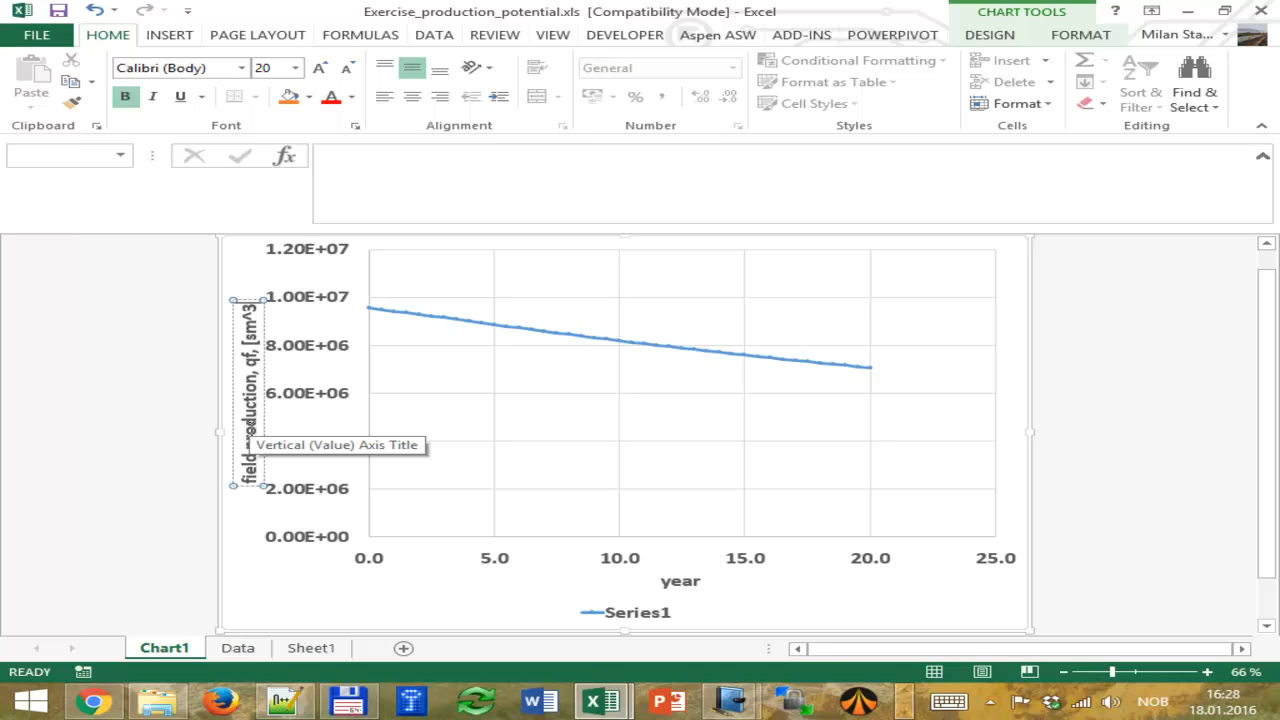 Exercise_production_potential.xls [Compatibility Mode] - Excel
CHART TOOLS
?
FILE HOME INSERT PAGE LAYOUT FORMULAS DATA REVIEW VIEW DEVELOPER Aspen ASW ADD-INS POWERPIVOT DESIGN FORMAT Milan Sta...
Paste
Clipboard
Calibri (Body) 20
B I U
Font
Alignment
General
%
Number
Conditional Formatting
Format as Table
Cell Styles
Styles
Insert
Delete
Format
Cells
Sort & Filter
Find & Select
Editing
fx
1.20E+07
1.00E+07
8.00E+06
6.00E+06
2.00E+06
0.00E+00
qf, [sm^3
Vertical (Value) Axis Title
0.0 5.0 10.0 15.0 20.0 25.0
year
Series1
Chart1 Data Sheet1
READY
66 %
NOB
16:28
18.01.2016